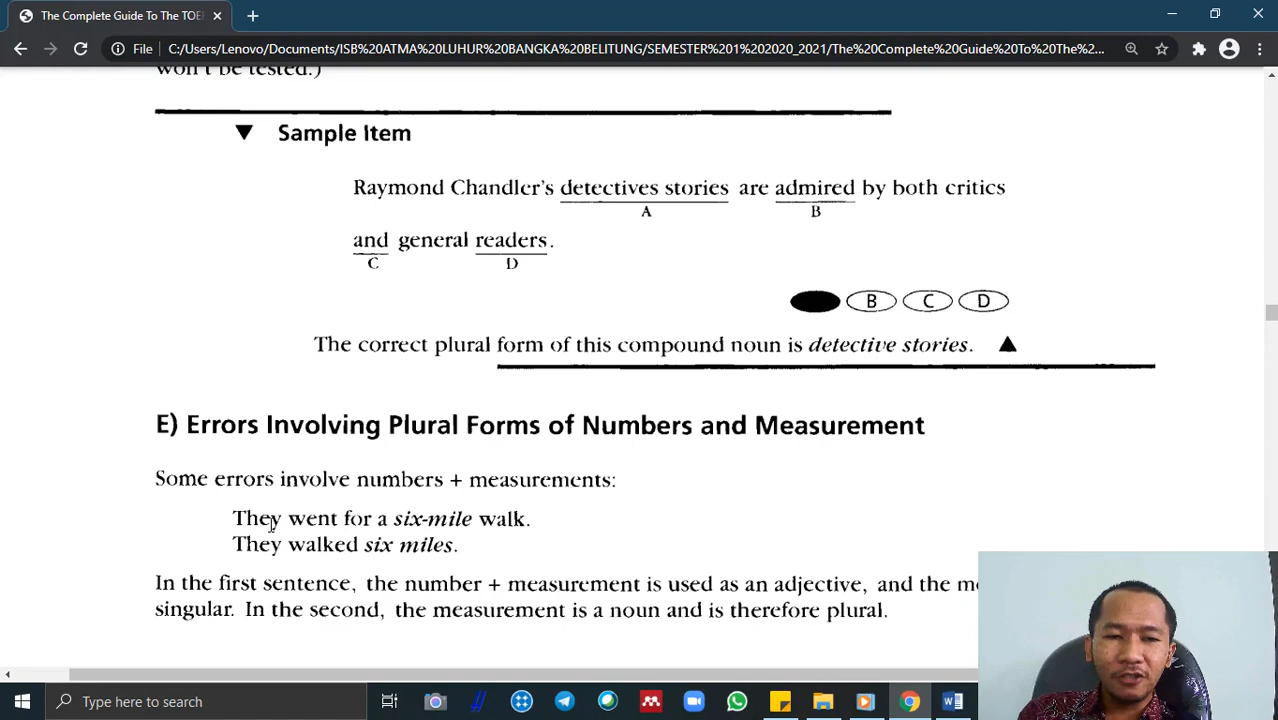 The Complete Guide To The TOE
File C:/Users/Lenovo/Documents/ISB%20ATMA%20LUHUR%20BANGKA%20BELITUNG/SEMESTER%201%202020_2021/The%20Complete%20Guide%20To%20The%2...
won't be tested.)
Sample Item
Raymond Chandler's detectives stories are admired by both critics
A B
and general readers.
C D
B C D
The correct plural form of this compound noun is detective stories.
E) Errors Involving Plural Forms of Numbers and Measurement
Some errors involve numbers + measurements:
They went for a six-mile walk.
They walked six miles.
In the first sentence, the number + measurement is used as an adjective, and the
singular. In the second, the measurement is a noun and is therefore plural.
Type here to search